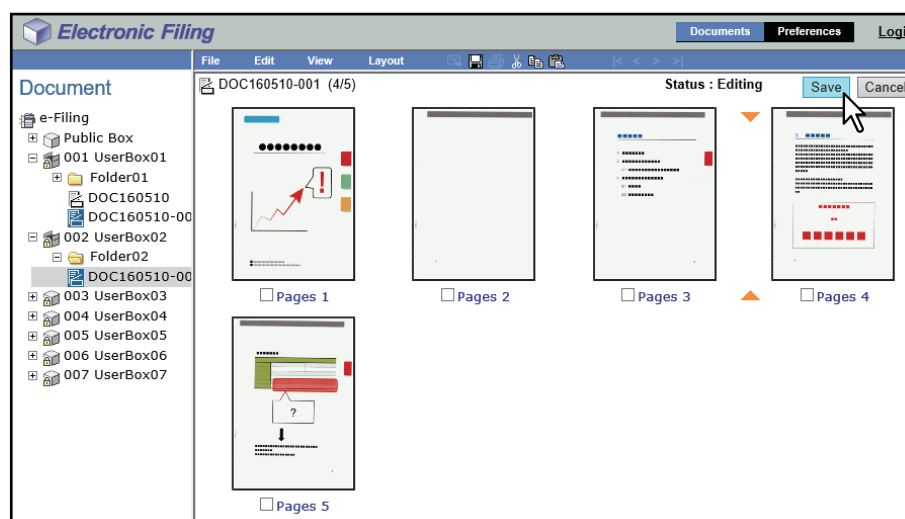 Electronic Filing
Documents Preferences Logi
File Edit View Layout |< < > >|
Document
DOC160510-001 (4/5) Status : Editing Save Cancel
e-Filing
Public Box
001 UserBox01
Folder01
DOC160510
DOC160510-00
002 UserBox02
Folder02
DOC160510-00
003 UserBox03
004 UserBox04
005 UserBox05
006 UserBox06
007 UserBox07
!
Pages 1 Pages 2 Pages 3 Pages 4
?
Pages 5